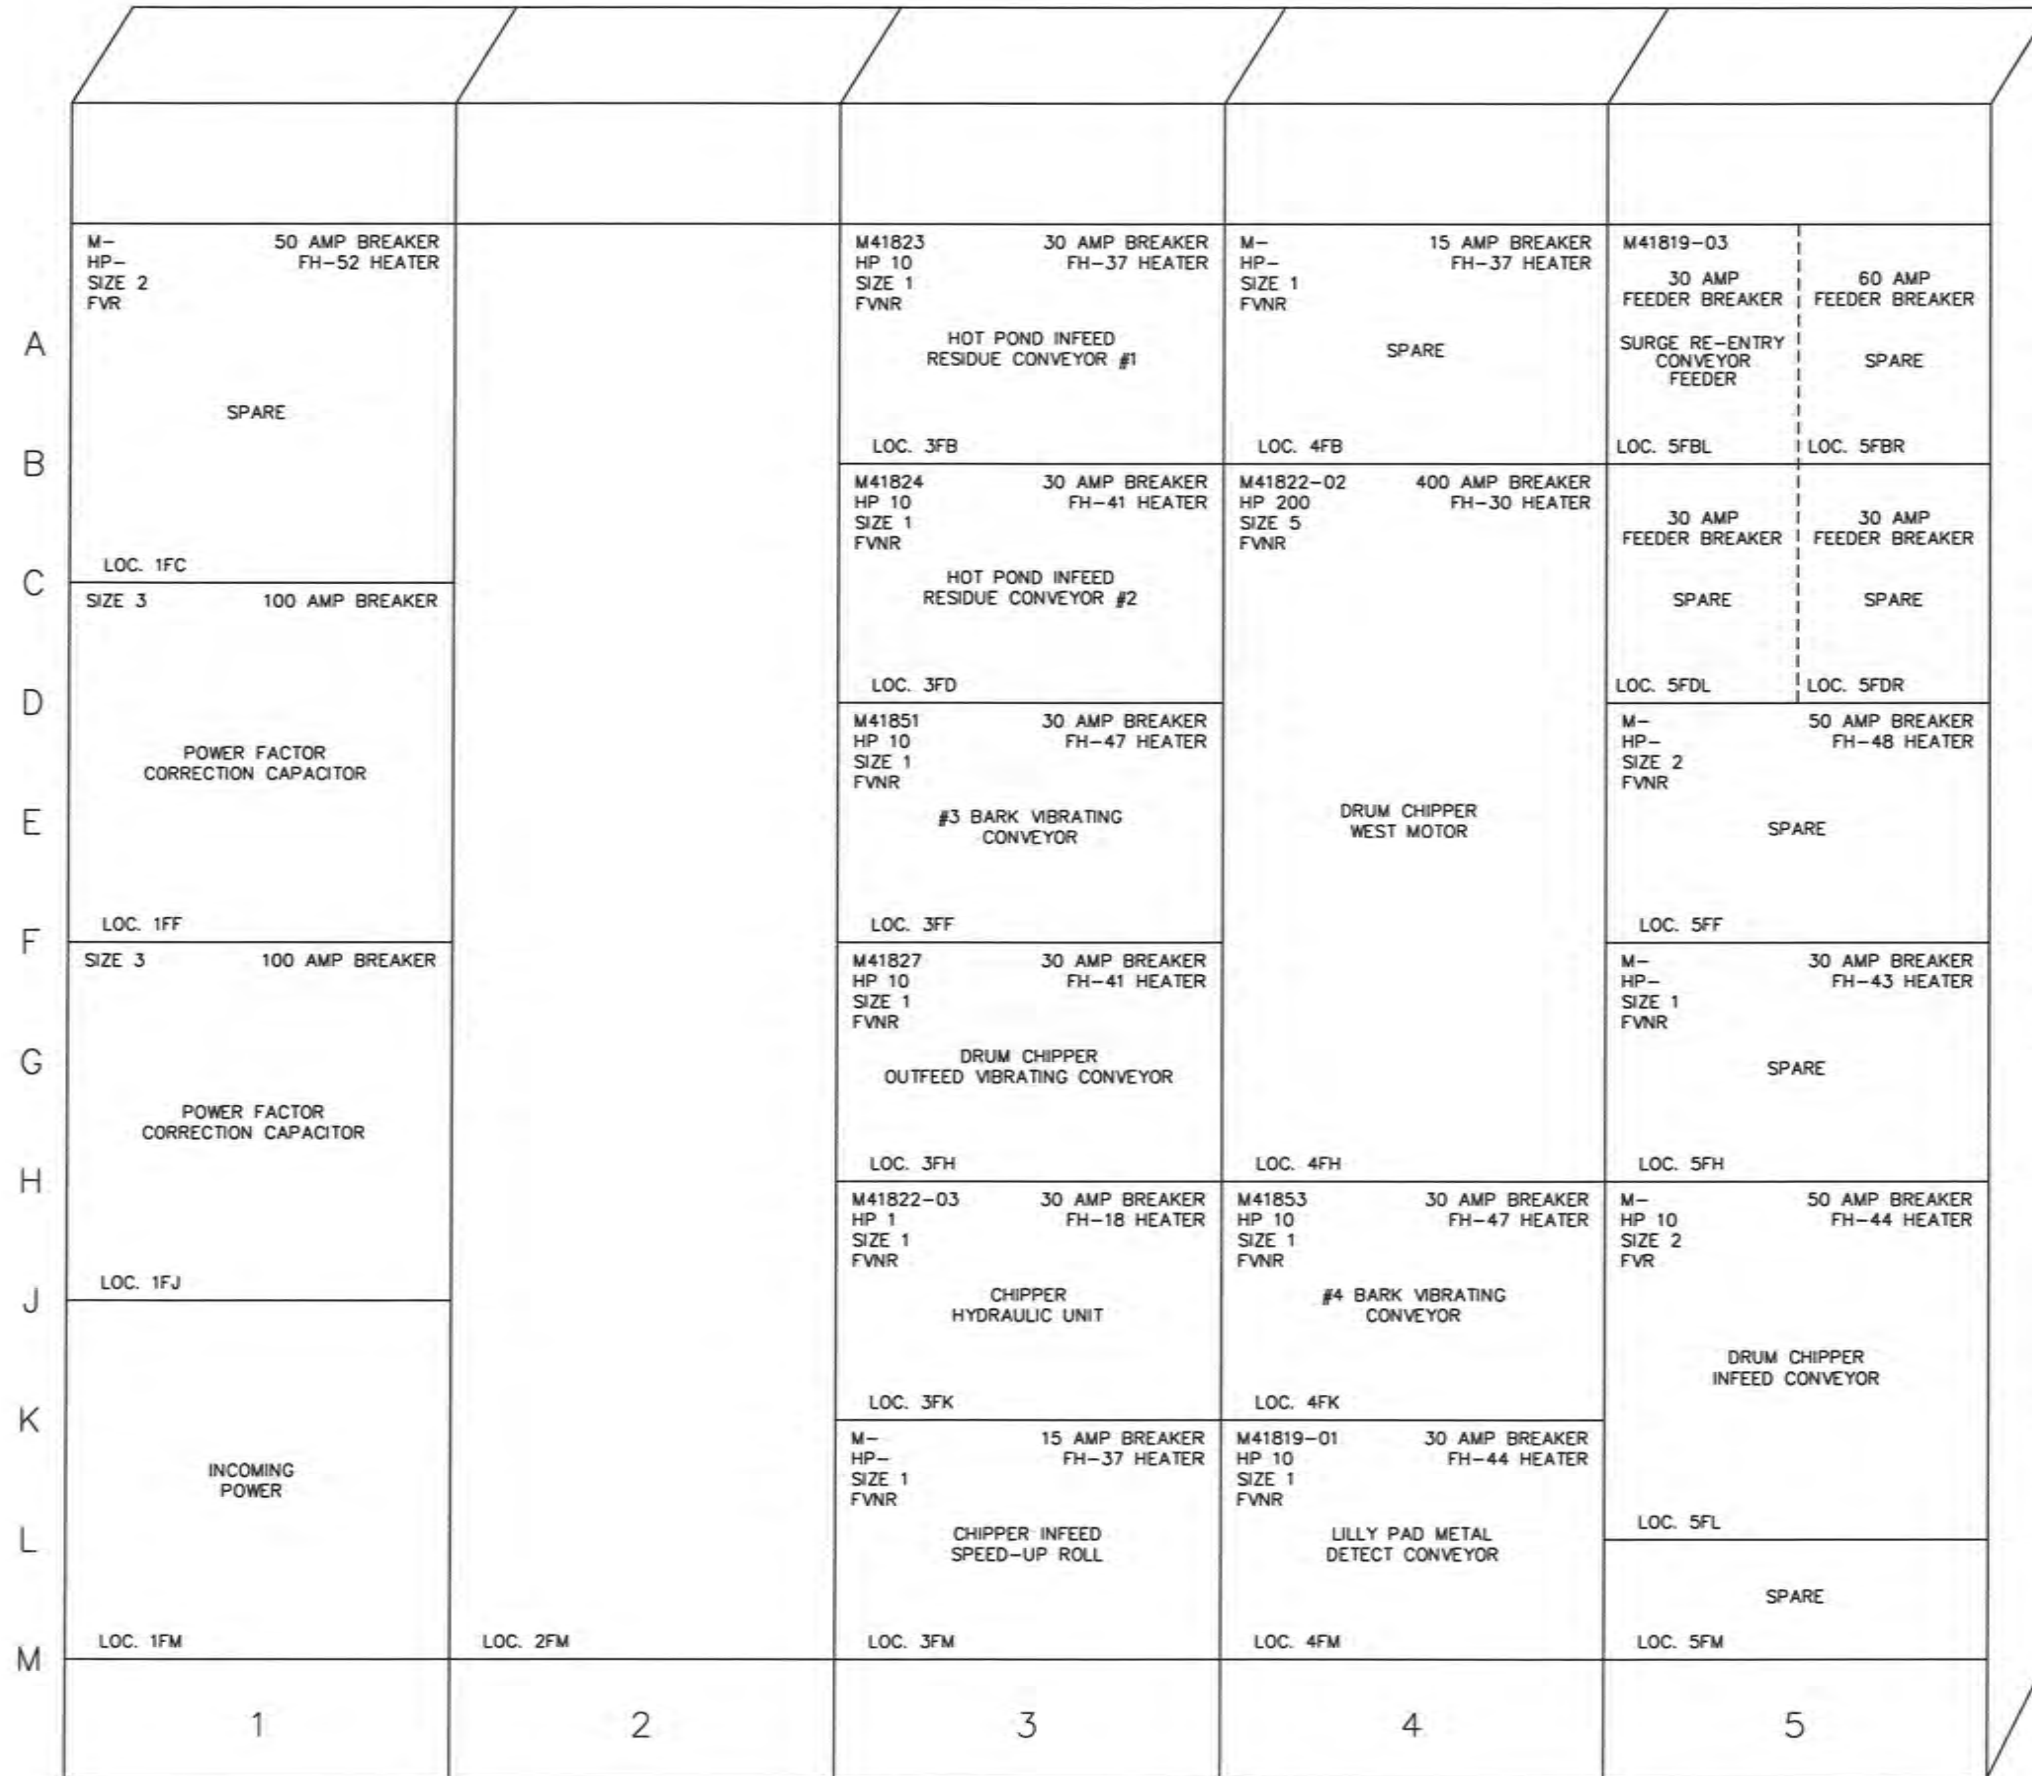 A
B
C
D
E
F
G
H
J
K
L
M
M-
HP-
SIZE 2
FVR
50 AMP BREAKER
FH-52 HEATER
SPARE
LOC. 1FC
SIZE 3
100 AMP BREAKER
POWER FACTOR
CORRECTION CAPACITOR
LOC. 1FF
SIZE 3
100 AMP BREAKER
POWER FACTOR
CORRECTION CAPACITOR
LOC. 1FJ
INCOMING
POWER
LOC. 1FM
1
LOC. 2FM
2
M41823
HP 10
SIZE 1
FVNR
30 AMP BREAKER
FH-37 HEATER
HOT POND INFEED
RESIDUE CONVEYOR #1
LOC. 3FB
M41824
HP 10
SIZE 1
FVNR
30 AMP BREAKER
FH-41 HEATER
HOT POND INFEED
RESIDUE CONVEYOR #2
LOC. 3FD
M41851
HP 10
SIZE 1
FVNR
30 AMP BREAKER
FH-47 HEATER
#3 BARK VIBRATING
CONVEYOR
LOC. 3FF
M41827
HP 10
SIZE 1
FVNR
30 AMP BREAKER
FH-41 HEATER
DRUM CHIPPER
OUTFEED VIBRATING CONVEYOR
LOC. 3FH
M41822-03
HP 1
SIZE 1
FVNR
30 AMP BREAKER
FH-18 HEATER
CHIPPER
HYDRAULIC UNIT
LOC. 3FK
M-
HP-
SIZE 1
FVNR
15 AMP BREAKER
FH-37 HEATER
CHIPPER INFEED
SPEED-UP ROLL
LOC. 3FM
3
M-
HP-
SIZE 1
FVNR
15 AMP BREAKER
FH-37 HEATER
SPARE
LOC. 4FB
M41822-02
HP 200
SIZE 5
FVNR
400 AMP BREAKER
FH-30 HEATER
DRUM CHIPPER
WEST MOTOR
LOC. 4FH
M41853
HP 10
SIZE 1
FVNR
30 AMP BREAKER
FH-47 HEATER
#4 BARK VIBRATING
CONVEYOR
LOC. 4FK
M41819-01
HP 10
SIZE 1
FVNR
30 AMP BREAKER
FH-44 HEATER
LILLY PAD METAL
DETECT CONVEYOR
LOC. 4FM
4
M41819-03
30 AMP
FEEDER BREAKER
SURGE RE-ENTRY
CONVEYOR
FEEDER
LOC. 5FBL
60 AMP
FEEDER BREAKER
SPARE
LOC. 5FBR
30 AMP
FEEDER BREAKER
SPARE
LOC. 5FDL
30 AMP
FEEDER BREAKER
SPARE
LOC. 5FDR
M-
HP-
SIZE 2
FVNR
50 AMP BREAKER
FH-48 HEATER
SPARE
LOC. 5FF
M-
HP-
SIZE 1
FVNR
30 AMP BREAKER
FH-43 HEATER
SPARE
LOC. 5FH
M-
HP 10
SIZE 2
FVR
50 AMP BREAKER
FH-44 HEATER
DRUM CHIPPER
INFEED CONVEYOR
LOC. 5FL
SPARE
LOC. 5FM
5